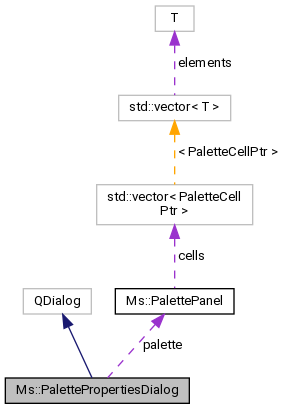 T
elements
std::vector< T >
< PaletteCellPtr >
std::vector< PaletteCell
Ptr >
cells
QDialog
Ms::PalettePanel
palette
Ms::PalettePropertiesDialog